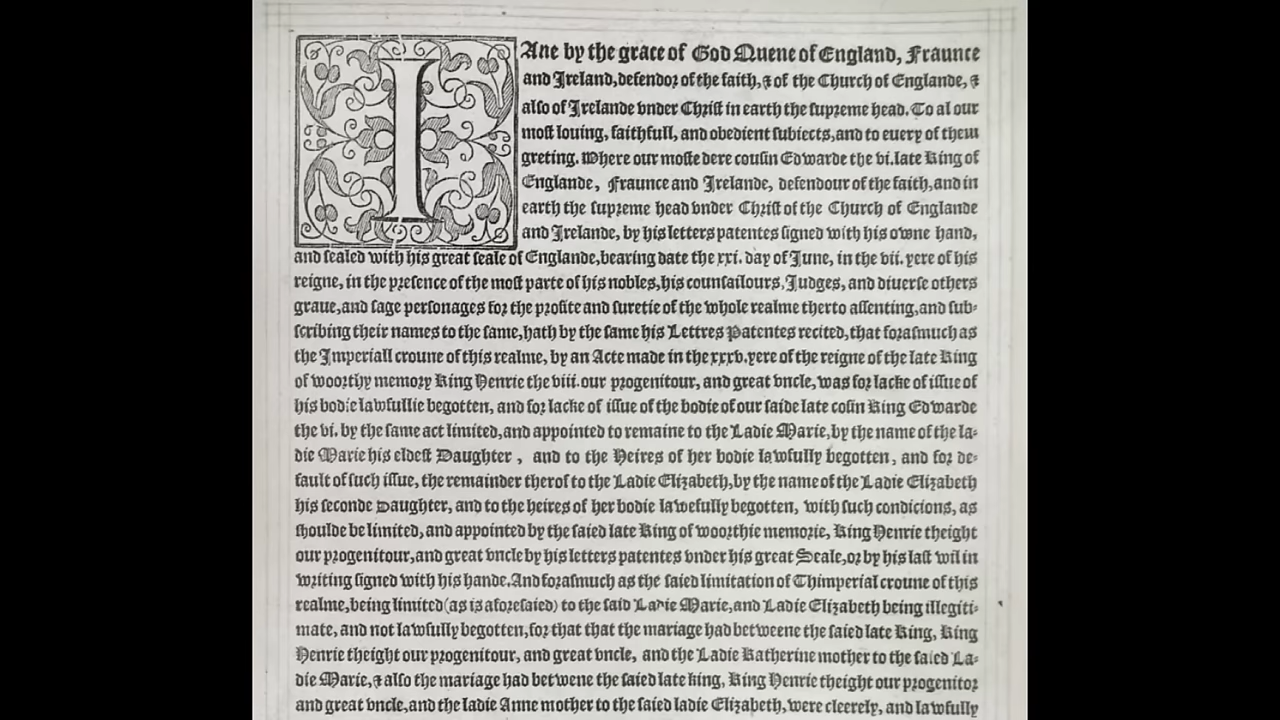 IAne by the grace of God Quene of England, Fraunce
and Ireland, defendor of the faith, & of the Church of Englande, &
also of Irelande vnder Christ in earth the supreme head. To al our
most louing, faithfull, and obedient subiects, and to euery of them
greting. Where our moste dere cousin Edwarde the vi. late King of
Englande, Fraunce and Irelande, defendour of the faith, and in
earth the supreme head vnder Christ of the Church of Englande
and Irelande, by his letters patentes signed with his owne hand,
and sealed with his great seale of Englande, bearing date the xxi. day of June, in the vii. yere of his
reigne, in the presence of the most parte of his nobles, his counsailours, Judges, and diuerse others
graue, and sage personages for the profite and suretie of the whole realme therto assenting, and sub-
scribing their names to the same, hath by the same his Lettres Patentes recited, that forasmuch as
the Imperiall croune of this realme, by an Acte made in the xxxv. yere of the reigne of the late King
of woorthy memory King Henrie the viii. our progenitour, and great vncle, was for lacke of issue of
his bodie lawfullie begotten, and for lacke of issue of the bodie of our saide late cosin King Edwarde
the vi. by the same act limited, and appointed to remaine to the Ladie Marie, by the name of the la-
die Marie his eldest Daughter, and to the Heires of her bodie lawfully begotten, and for de-
fault of such issue, the remainder therof to the Ladie Elizabeth, by the name of the Ladie Elizabeth
his seconde Daughter, and to the heires of her bodie lawefully begotten, with such condicions, as
shoulde be limited, and appointed by the saied late King of woorthie memorie, King Henrie theight
our progenitour, and great vncle by his letters patentes vnder his great Seale, or by his last wil in
writing signed with his hande. And forasmuch as the saied limitation of Thimperial croune of this
realme, being limited (as is aforesaied) to the said Ladie Marie, and Ladie Elizabeth being illegiti-
mate, and not lawfully begotten, for that that the mariage had betweene the saied late King, King
Henrie theight our progenitour, and great vncle, and the Ladie Katherine mother to the saied La-
die Marie, & also the mariage had betwene the saied late king, King Henrie theight our progenitor
and great vncle, and the ladie Anne mother to the saied ladie Elizabeth, were cleerely, and lawfully